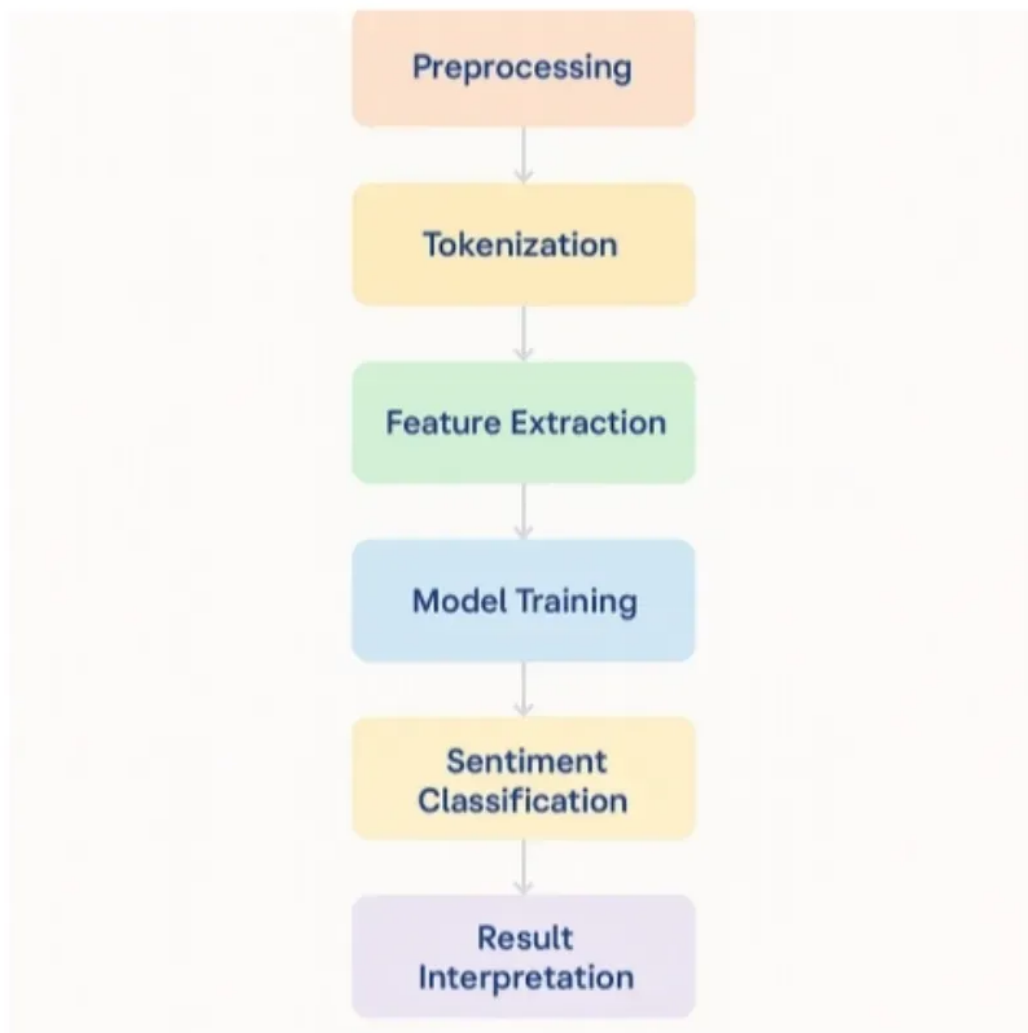 Preprocessing
Tokenization
Feature Extraction
Model Training
Sentiment
Classification
Result
Interpretation